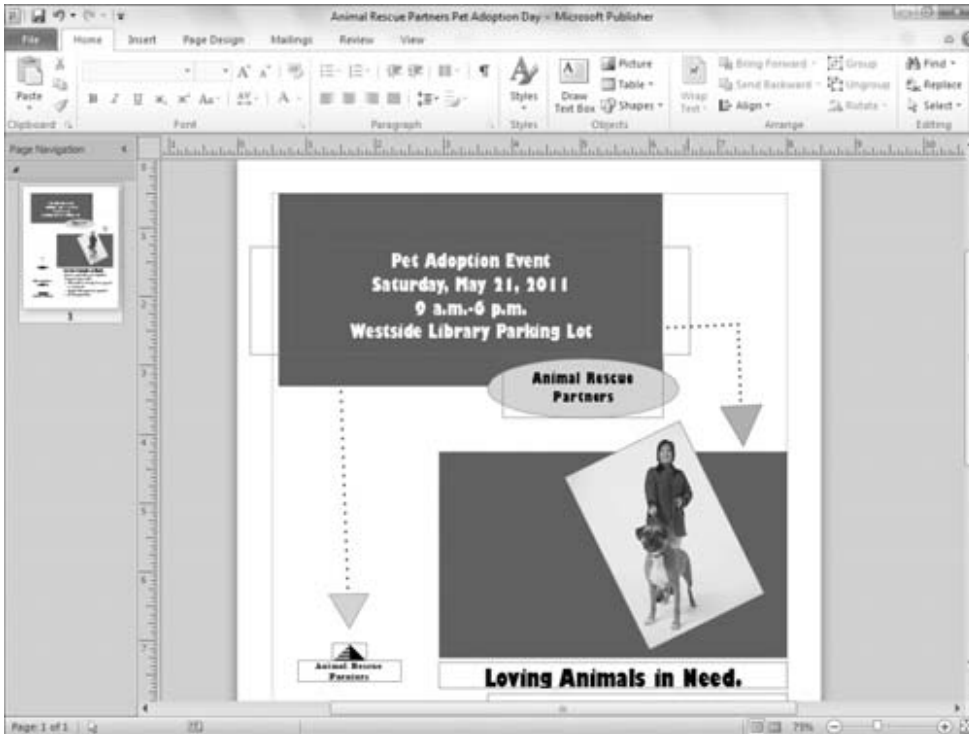 Animal Rescue Partners Pet Adoption Day - Microsoft Publisher
File Home Insert Page Design Mailings Review View
Paste
Clipboard
Font
Paragraph
Styles
Styles
Draw Text Box
Picture
Table
Shapes
Objects
Wrap Text
Bring Forward
Send Backward
Align
Group
Ungroup
Rotate
Arrange
Find
Replace
Select
Editing
Page Navigation
1
Pet Adoption Event
Saturday, May 21, 2011
9 a.m.-6 p.m.
Westside Library Parking Lot
Animal Rescue
Partners
Animal Rescue
Partners
Loving Animals in Need.
Page: 1 of 1
79%